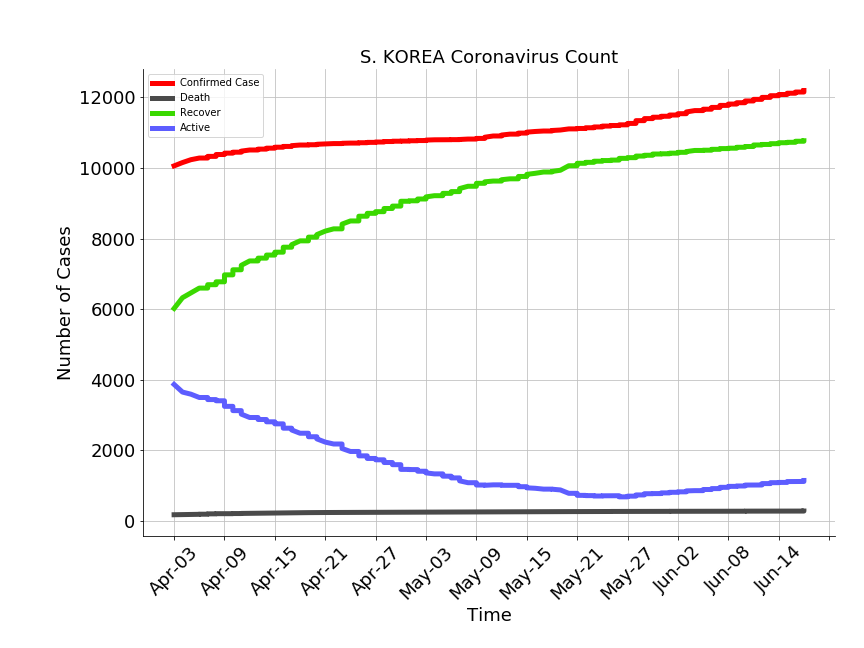 S. KOREA Coronavirus Count
Confirmed Case
Death
Recover
Active
Number of Cases
12000
10000
8000
6000
4000
2000
0
Apr-03 Apr-09 Apr-15 Apr-21 Apr-27 May-03 May-09 May-15 May-21 May-27 Jun-02 Jun-08 Jun-14
Time